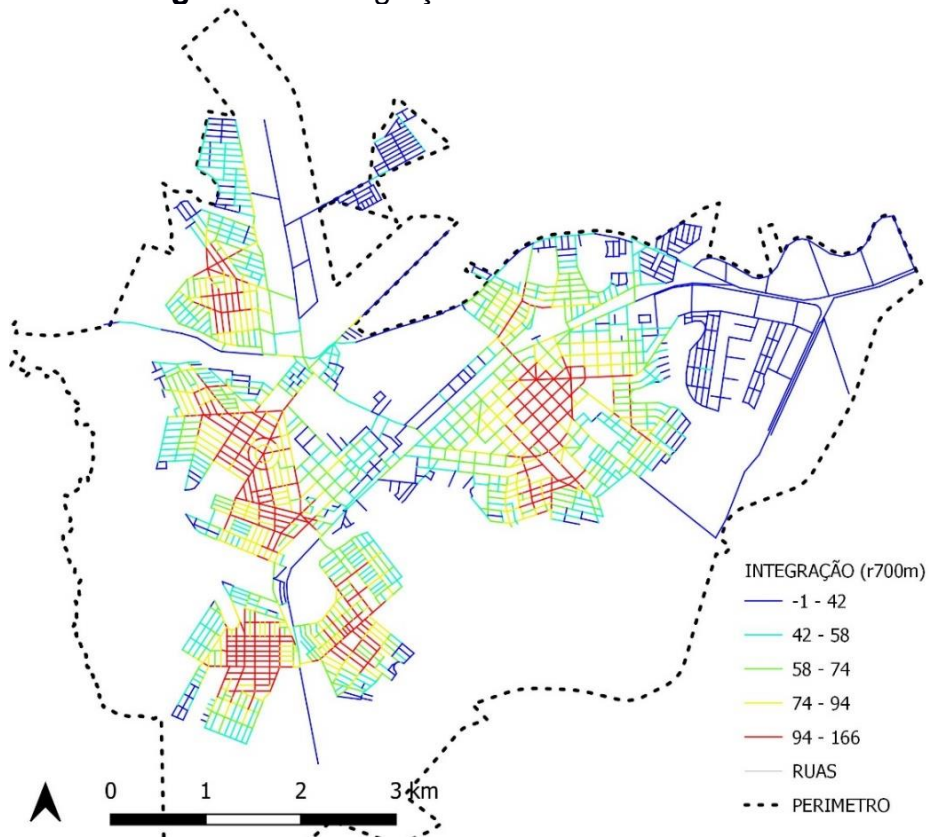 INTEGRAÇÃO (r700m)
-1 - 42
42 - 58
58 - 74
74 - 94
94 - 166
RUAS
PERIMETRO
0 1 2 3 km